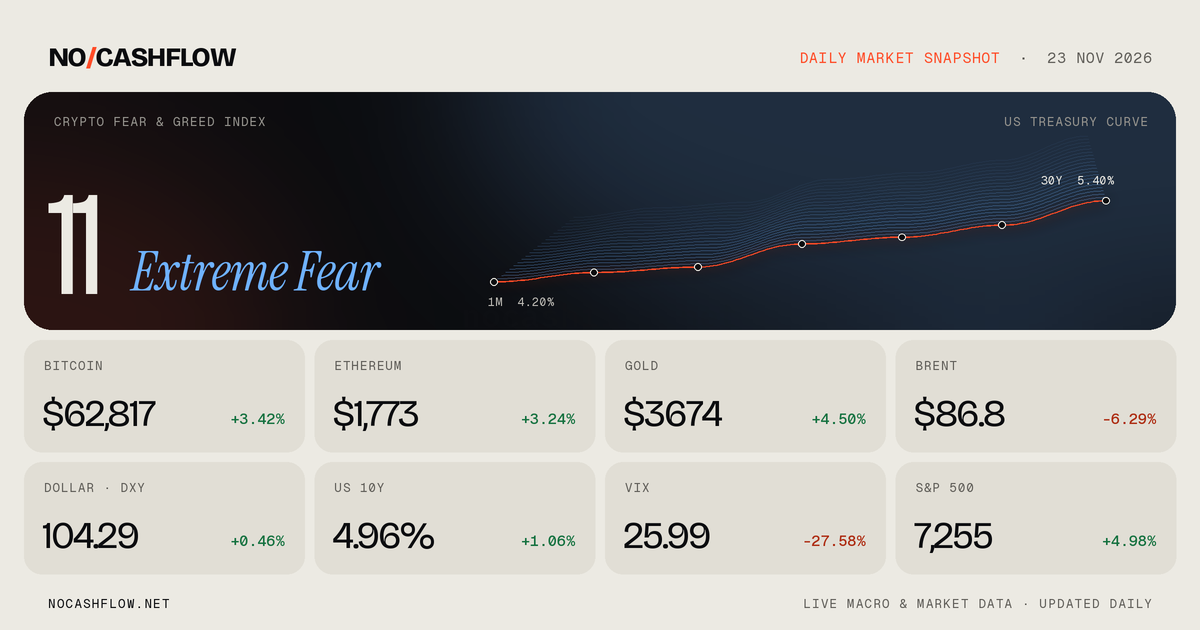 NO/CASHFLOW
DAILY MARKET SNAPSHOT · 23 NOV 2026
CRYPTO FEAR & GREED INDEX
US TREASURY CURVE
11 Extreme Fear
30Y 5.40%
1M 4.20%
BITCOIN
$62,817 +3.42%
ETHEREUM
$1,773 +3.24%
GOLD
$3674 +4.50%
BRENT
$86.8 -6.29%
DOLLAR · DXY
104.29 +0.46%
US 10Y
4.96% +1.06%
VIX
25.99 -27.58%
S&P 500
7,255 +4.98%
NOCASHFLOW.NET
LIVE MACRO & MARKET DATA · UPDATED DAILY